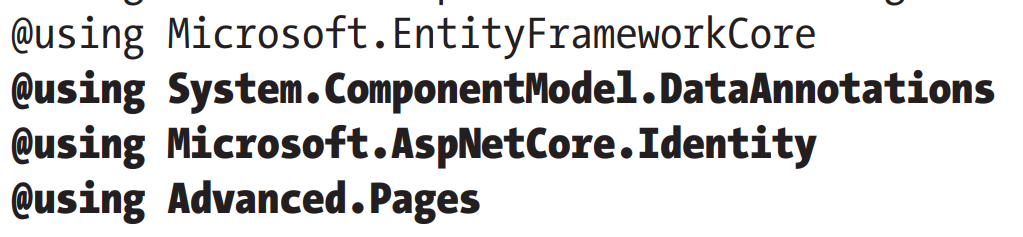 @using Microsoft.EntityFrameworkCore
@using System.ComponentModel.DataAnnotations
@using Microsoft.AspNetCore.Identity
@using Advanced.Pages